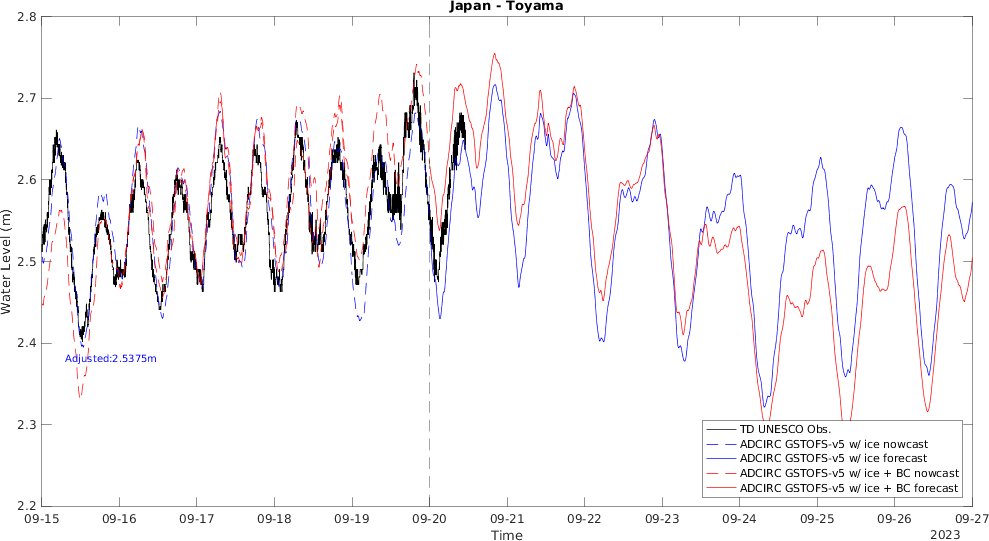 Japan - Toyama
2.8
2.7
2.6
2.5
2.4
2.3
2.2
Water Level (m)
Adjusted:2.5375m
TD UNESCO Obs.
ADCIRC GSTOFS-v5 w/ ice nowcast
ADCIRC GSTOFS-v5 w/ ice forecast
ADCIRC GSTOFS-v5 w/ ice + BC nowcast
ADCIRC GSTOFS-v5 w/ ice + BC forecast
09-15 09-16 09-17 09-18 09-19 09-20 09-21 09-22 09-23 09-24 09-25 09-26 09-27
Time
2023